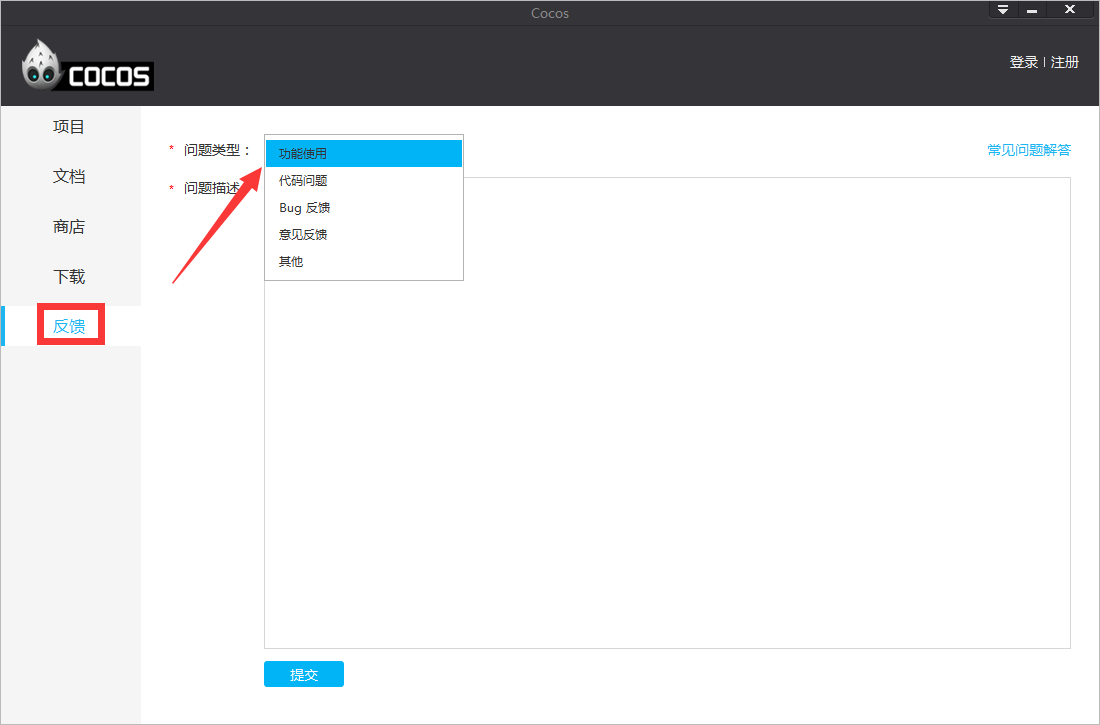 Cocos
COCOS
登录 | 注册
项目
文档
商店
下载
反馈
* 问题类型：
功能使用
代码问题
Bug 反馈
意见反馈
其他
常见问题解答
* 问题描述
提交